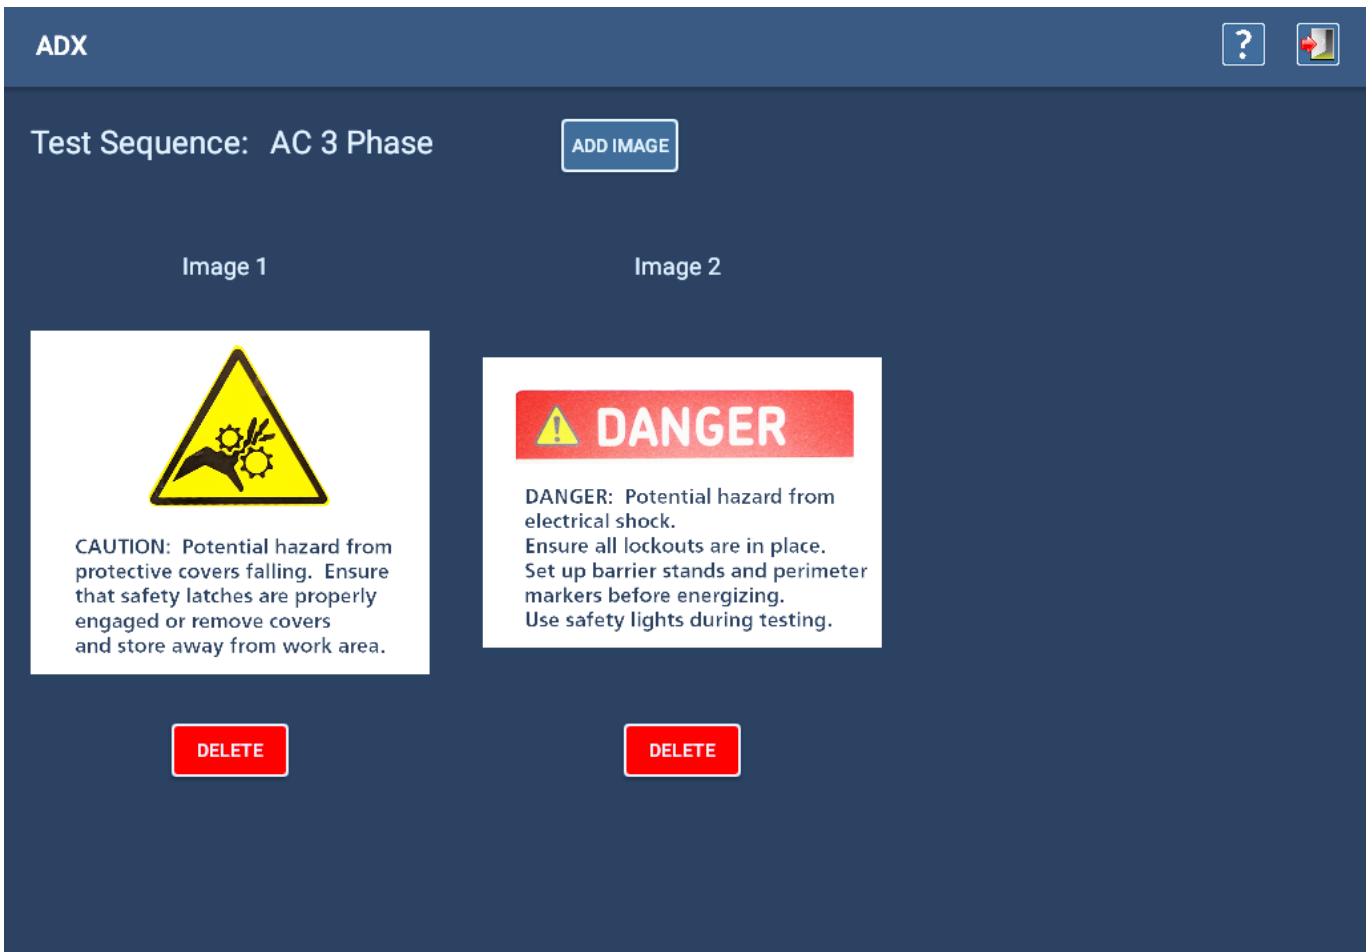 ADX
?
Test Sequence:  AC 3 Phase
ADD IMAGE
Image 1
Image 2
CAUTION:  Potential hazard from
protective covers falling.  Ensure
that safety latches are properly
engaged or remove covers
and store away from work area.
! DANGER
DANGER:  Potential hazard from
electrical shock.
Ensure all lockouts are in place.
Set up barrier stands and perimeter
markers before energizing.
Use safety lights during testing.
DELETE
DELETE